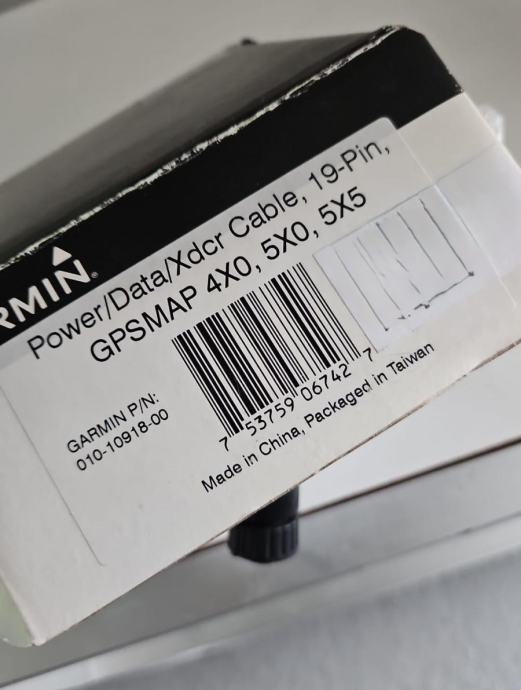 RMIN®
Power/Data/Xdcr Cable, 19-Pin,
GPSMAP 4X0, 5X0, 5X5
GARMIN P/N:
010-10918-00
7 53759 06742 7
Made in China, Packaged in Taiwan